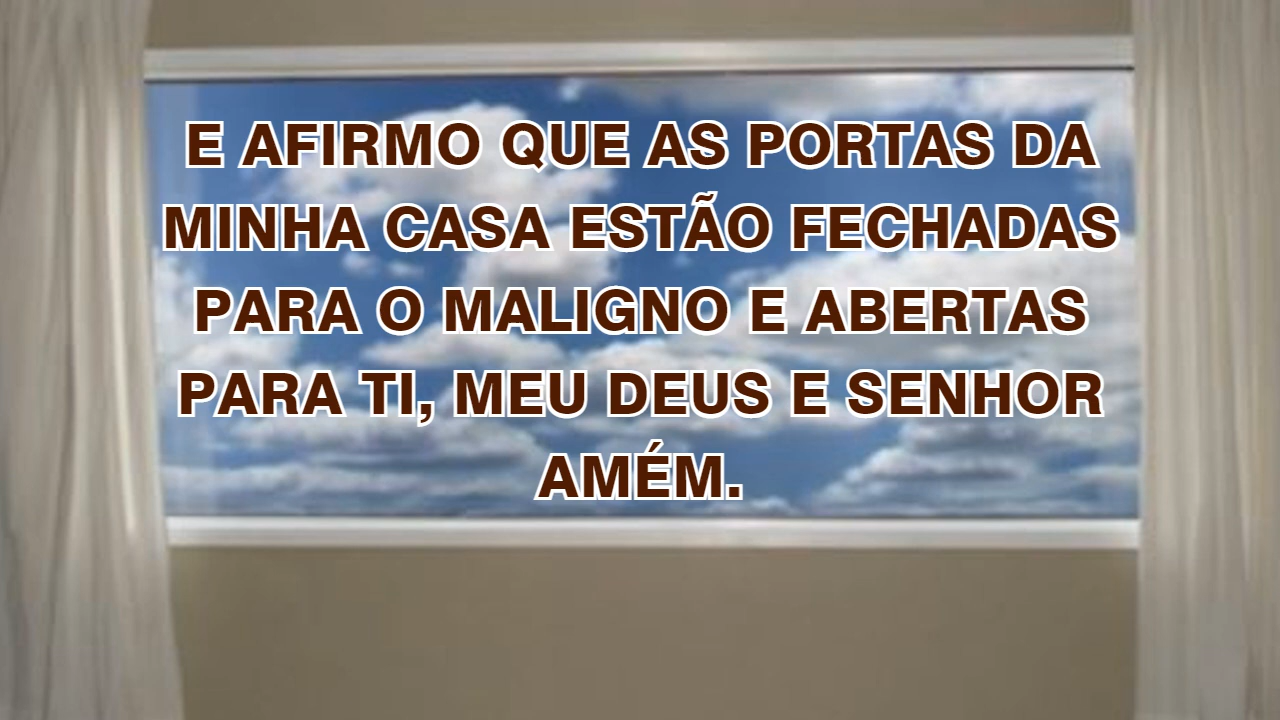 E AFIRMO QUE AS PORTAS DA
MINHA CASA ESTÃO FECHADAS
PARA O MALIGNO E ABERTAS
PARA TI, MEU DEUS E SENHOR
AMÉM.